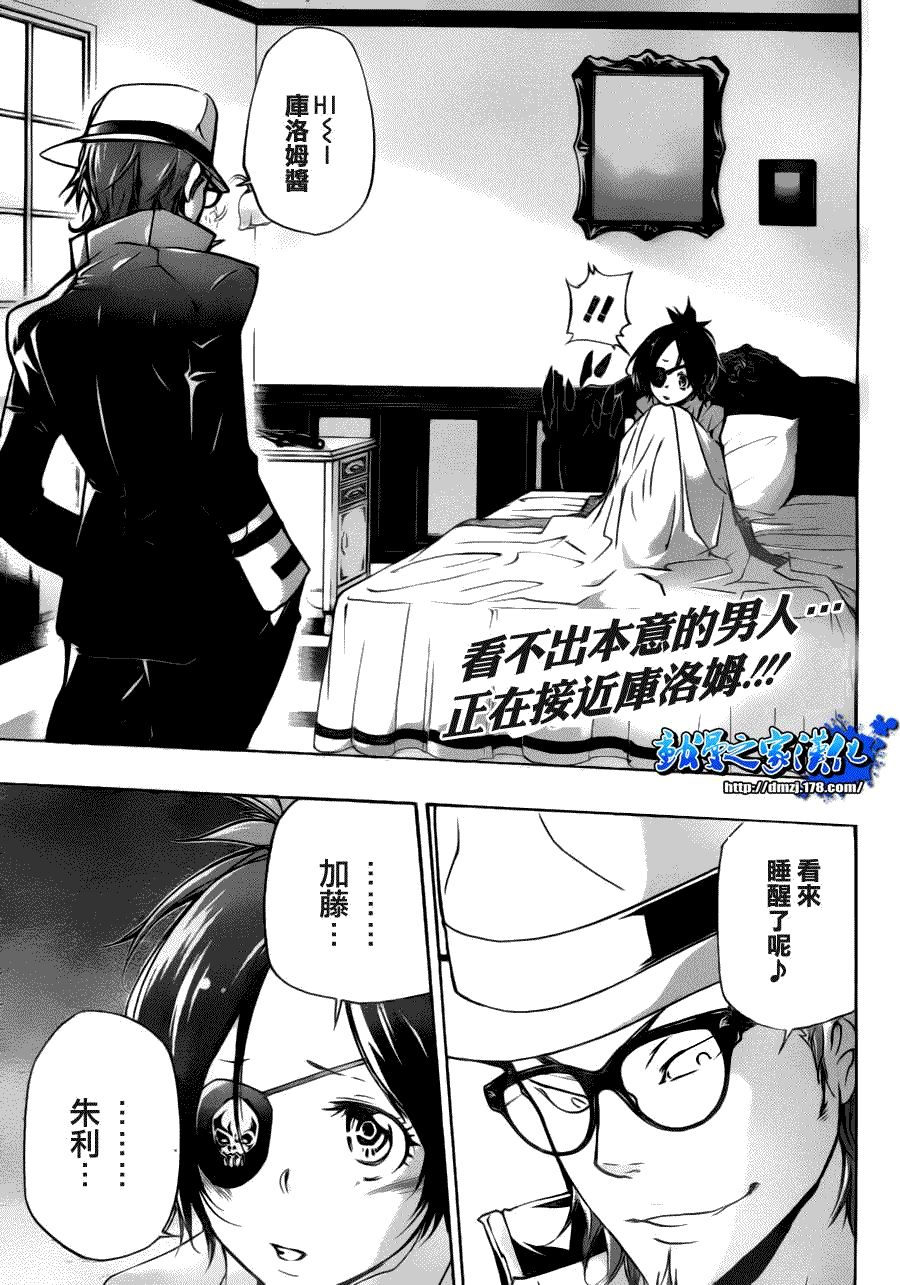 HI～～
庫洛姆醬
!!
看不出本意的男人…
正在接近庫洛姆!!!
動漫之家漢化
http://dmzj.178.com/
看來
睡醒了呢♪
………
加藤…
………
朱利…